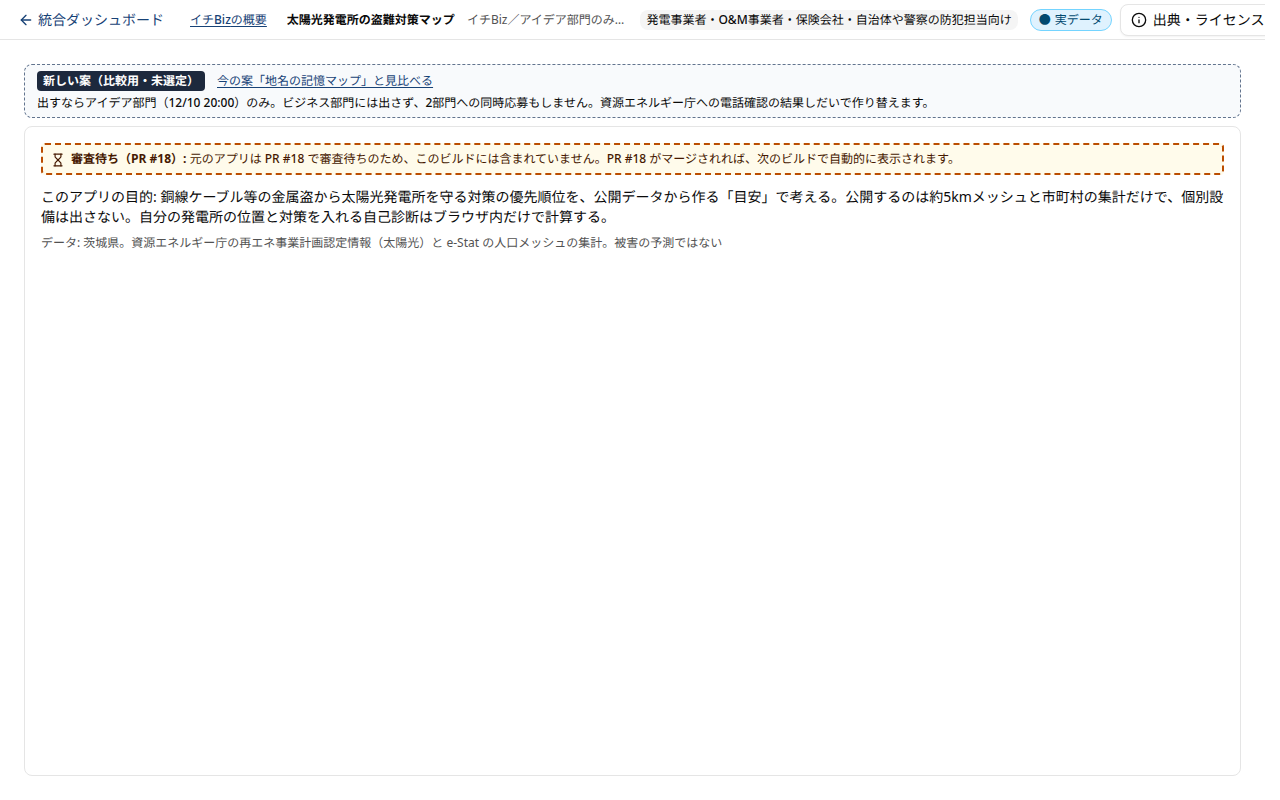 統合ダッシュボード イチBizの概要 太陽光発電所の盗難対策マップ イチBiz／アイデア部門のみ… 発電事業者・O&M事業者・保険会社・自治体や警察の防犯担当向け 実データ 出典・ライセンス
新しい案（比較用・未選定） 今の案「地名の記憶マップ」と見比べる
出すならアイデア部門（12/10 20:00）のみ。ビジネス部門には出さず、2部門への同時応募もしません。資源エネルギー庁への電話確認の結果しだいで作り替えます。
審査待ち（PR #18）: 元のアプリは PR #18 で審査待ちのため、このビルドには含まれていません。PR #18 がマージされれば、次のビルドで自動的に表示されます。
このアプリの目的: 銅線ケーブル等の金属盗から太陽光発電所を守る対策の優先順位を、公開データから作る「目安」で考える。公開するのは約5kmメッシュと市町村の集計だけで、個別設
備は出さない。自分の発電所の位置と対策を入れる自己診断はブラウザ内だけで計算する。
データ: 茨城県。資源エネルギー庁の再エネ事業計画認定情報（太陽光）と e-Stat の人口メッシュの集計。被害の予測ではない